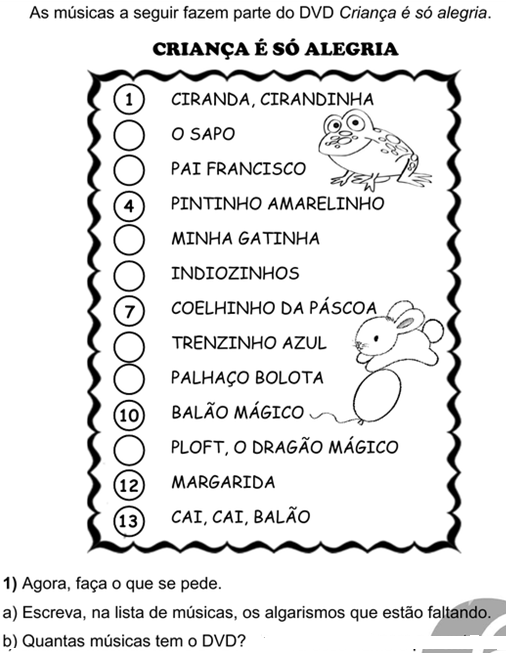 As músicas a seguir fazem parte do DVD Criança é só alegria.
CRIANÇA É SÓ ALEGRIA
1 CIRANDA, CIRANDINHA
O SAPO
PAI FRANCISCO
4 PINTINHO AMARELINHO
MINHA GATINHA
INDIOZINHOS
7 COELHINHO DA PÁSCOA
TRENZINHO AZUL
PALHAÇO BOLOTA
10 BALÃO MÁGICO
PLOFT, O DRAGÃO MÁGICO
12 MARGARIDA
13 CAI, CAI, BALÃO
1) Agora, faça o que se pede.
a) Escreva, na lista de músicas, os algarismos que estão faltando.
b) Quantas músicas tem o DVD?